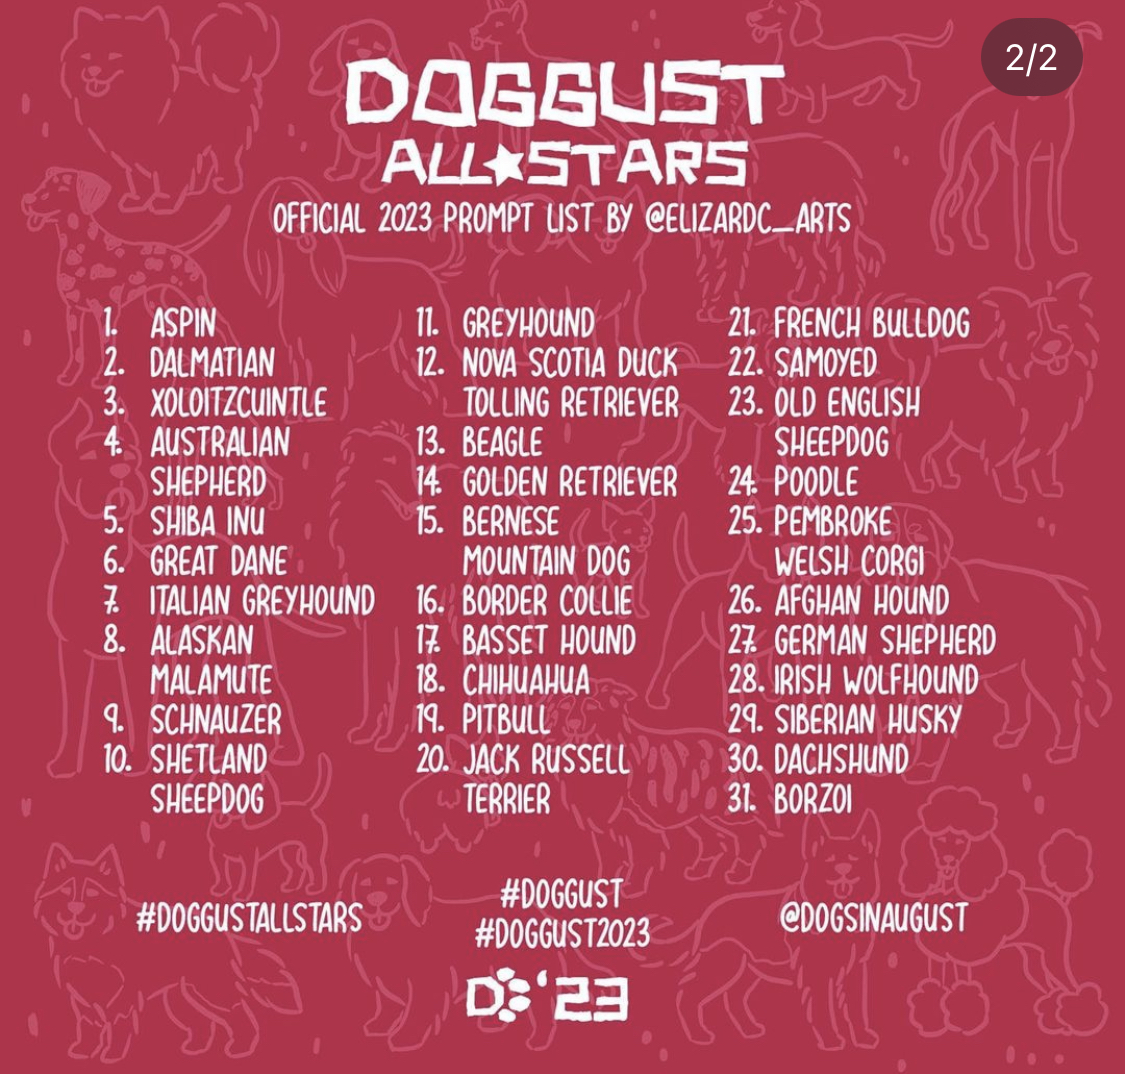 2/2
DOGGUST
ALL★STARS
OFFICIAL 2023 PROMPT LIST BY @ELIZARDC_ARTS
1. ASPIN
2. DALMATIAN
3. XOLOITZCUINTLE
4. AUSTRALIAN
SHEPHERD
5. SHIBA INU
6. GREAT DANE
7. ITALIAN GREYHOUND
8. ALASKAN
MALAMUTE
9. SCHNAUZER
10. SHETLAND
SHEEPDOG
11. GREYHOUND
12. NOVA SCOTIA DUCK
TOLLING RETRIEVER
13. BEAGLE
14. GOLDEN RETRIEVER
15. BERNESE
MOUNTAIN DOG
16. BORDER COLLIE
17. BASSET HOUND
18. CHIHUAHUA
19. PITBULL
20. JACK RUSSELL
TERRIER
21. FRENCH BULLDOG
22. SAMOYED
23. OLD ENGLISH
SHEEPDOG
24. POODLE
25. PEMBROKE
WELSH CORGI
26. AFGHAN HOUND
27. GERMAN SHEPHERD
28. IRISH WOLFHOUND
29. SIBERIAN HUSKY
30. DACHSHUND
31. BORZOI
#DOGGUSTALLSTARS
#DOGGUST
#DOGGUST2023
@DOGSINAUGUST
D '23